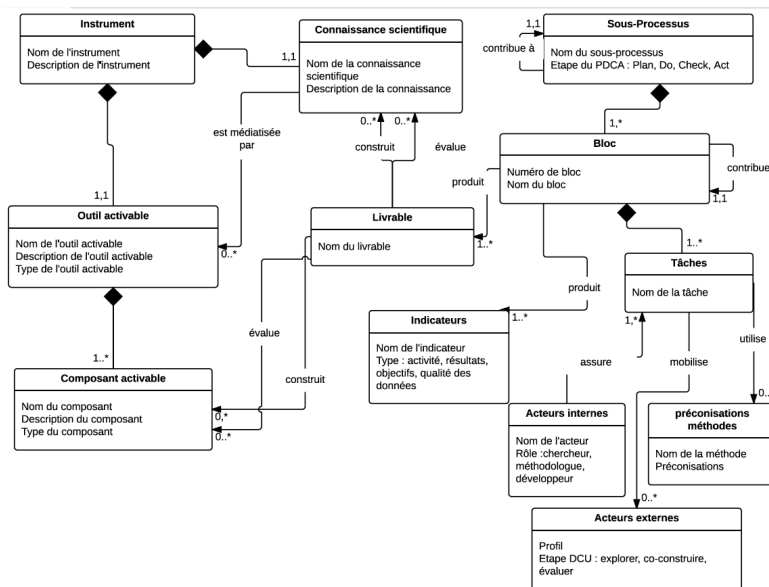 Instrument
Nom de l'instrument
Description de l'instrument
1,1
Connaissance scientifique
Nom de la connaissance
scientifique
Description de la connaissance
1,1
contribue à
Sous-Processus
Nom du sous-processus
Etape du PDCA : Plan, Do, Check, Act
est médiatisée
par
0..*
0..*
construit
évalue
1,*
Bloc
Numéro de bloc
Nom du bloc
contribue
1,1
produit
1,1
Outil activable
Nom de l'outil activable
Description de l'outil activable
Type de l'outil activable
0..*
Livrable
Nom du livrable
1..*
1..*
Tâches
Nom de la tâche
produit
évalue
1..*
Indicateurs
Nom de l'indicateur
Type : activité, résultats,
objectifs, qualité des
données
1..*
1,*
utilise
assure
mobilise
construit
1..*
Composant activable
Nom du composant
Description du composant
Type du composant
0,*
0..*
Acteurs internes
Nom de l'acteur
Rôle :chercheur,
méthodologue,
développeur
0..
préconisations
méthodes
Nom de la méthode
Préconisations
0..*
Acteurs externes
Profil
Etape DCU : explorer, co-construire,
évaluer